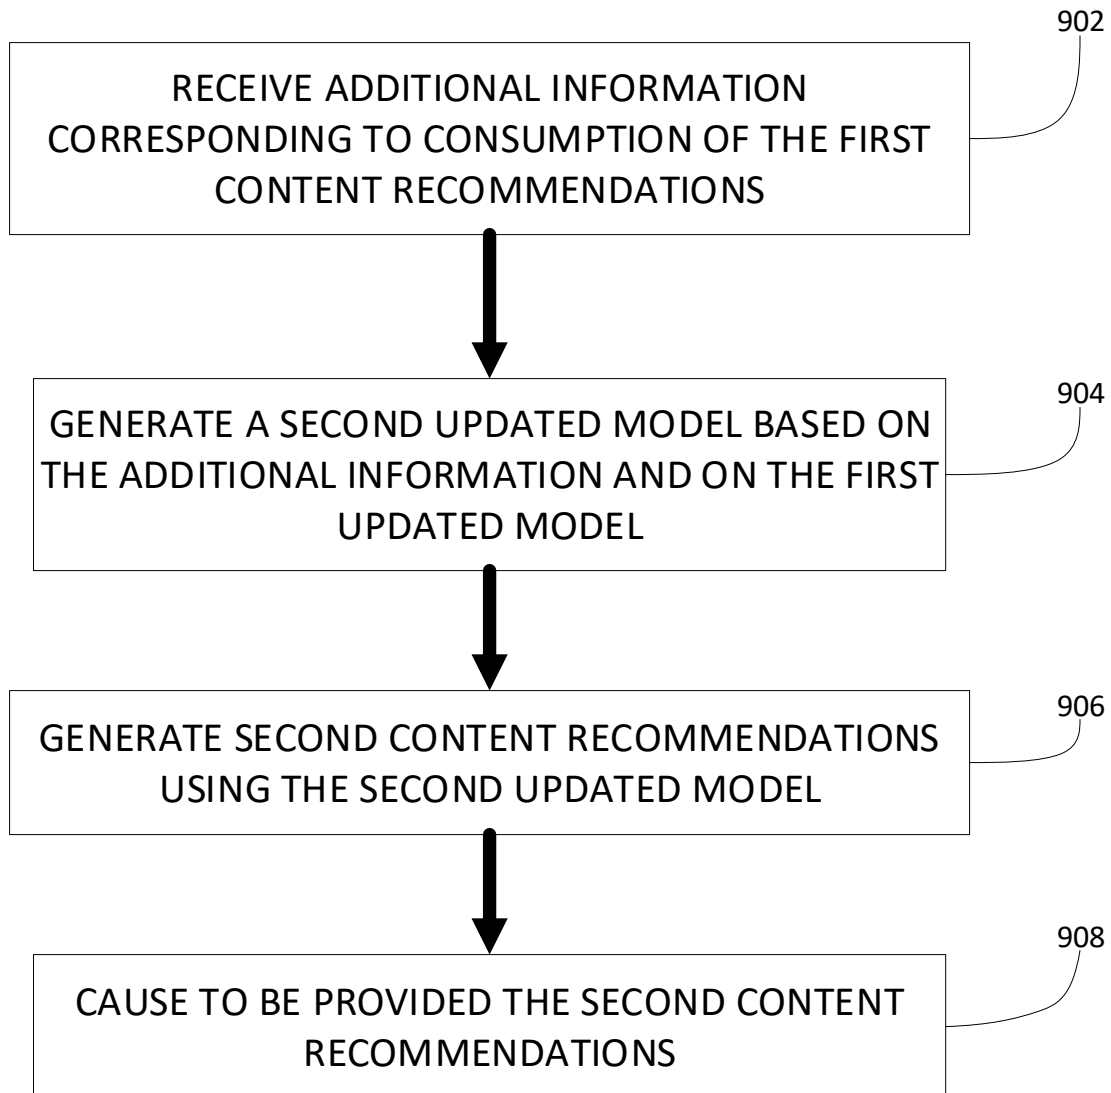 902
RECEIVE ADDITIONAL INFORMATION
CORRESPONDING TO CONSUMPTION OF THE FIRST
CONTENT RECOMMENDATIONS
904
GENERATE A SECOND UPDATED MODEL BASED ON
THE ADDITIONAL INFORMATION AND ON THE FIRST
UPDATED MODEL
906
GENERATE SECOND CONTENT RECOMMENDATIONS
USING THE SECOND UPDATED MODEL
908
CAUSE TO BE PROVIDED THE SECOND CONTENT
RECOMMENDATIONS